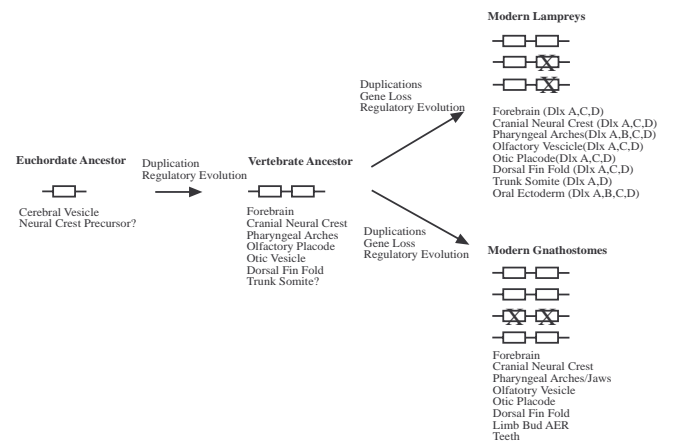 Euchordate Ancestor
Cerebral Vesicle
Neural Crest Precursor?
Duplication
Regulatory Evolution
Vertebrate Ancestor
Forebrain
Cranial Neural Crest
Pharyngeal Arches
Olfactory Placode
Otic Vesicle
Dorsal Fin Fold
Trunk Somite?
Duplications
Gene Loss
Regulatory Evolution
Modern Lampreys
X
X
Forebrain (Dlx A,C,D)
Cranial Neural Crest (Dlx A,C,D)
Pharyngeal Arches(Dlx A,B,C,D)
Olfactory Vescicle(Dlx A,C,D)
Otic Placode(Dlx A,C,D)
Dorsal Fin Fold (Dlx A,C,D)
Trunk Somite (Dlx A,D)
Oral Ectoderm (Dlx A,B,C,D)
Duplications
Gene Loss
Regulatory Evolution
Modern Gnathostomes
X X
Forebrain
Cranial Neural Crest
Pharyngeal Arches/Jaws
Olfatotry Vesicle
Otic Placode
Dorsal Fin Fold
Limb Bud AER
Teeth